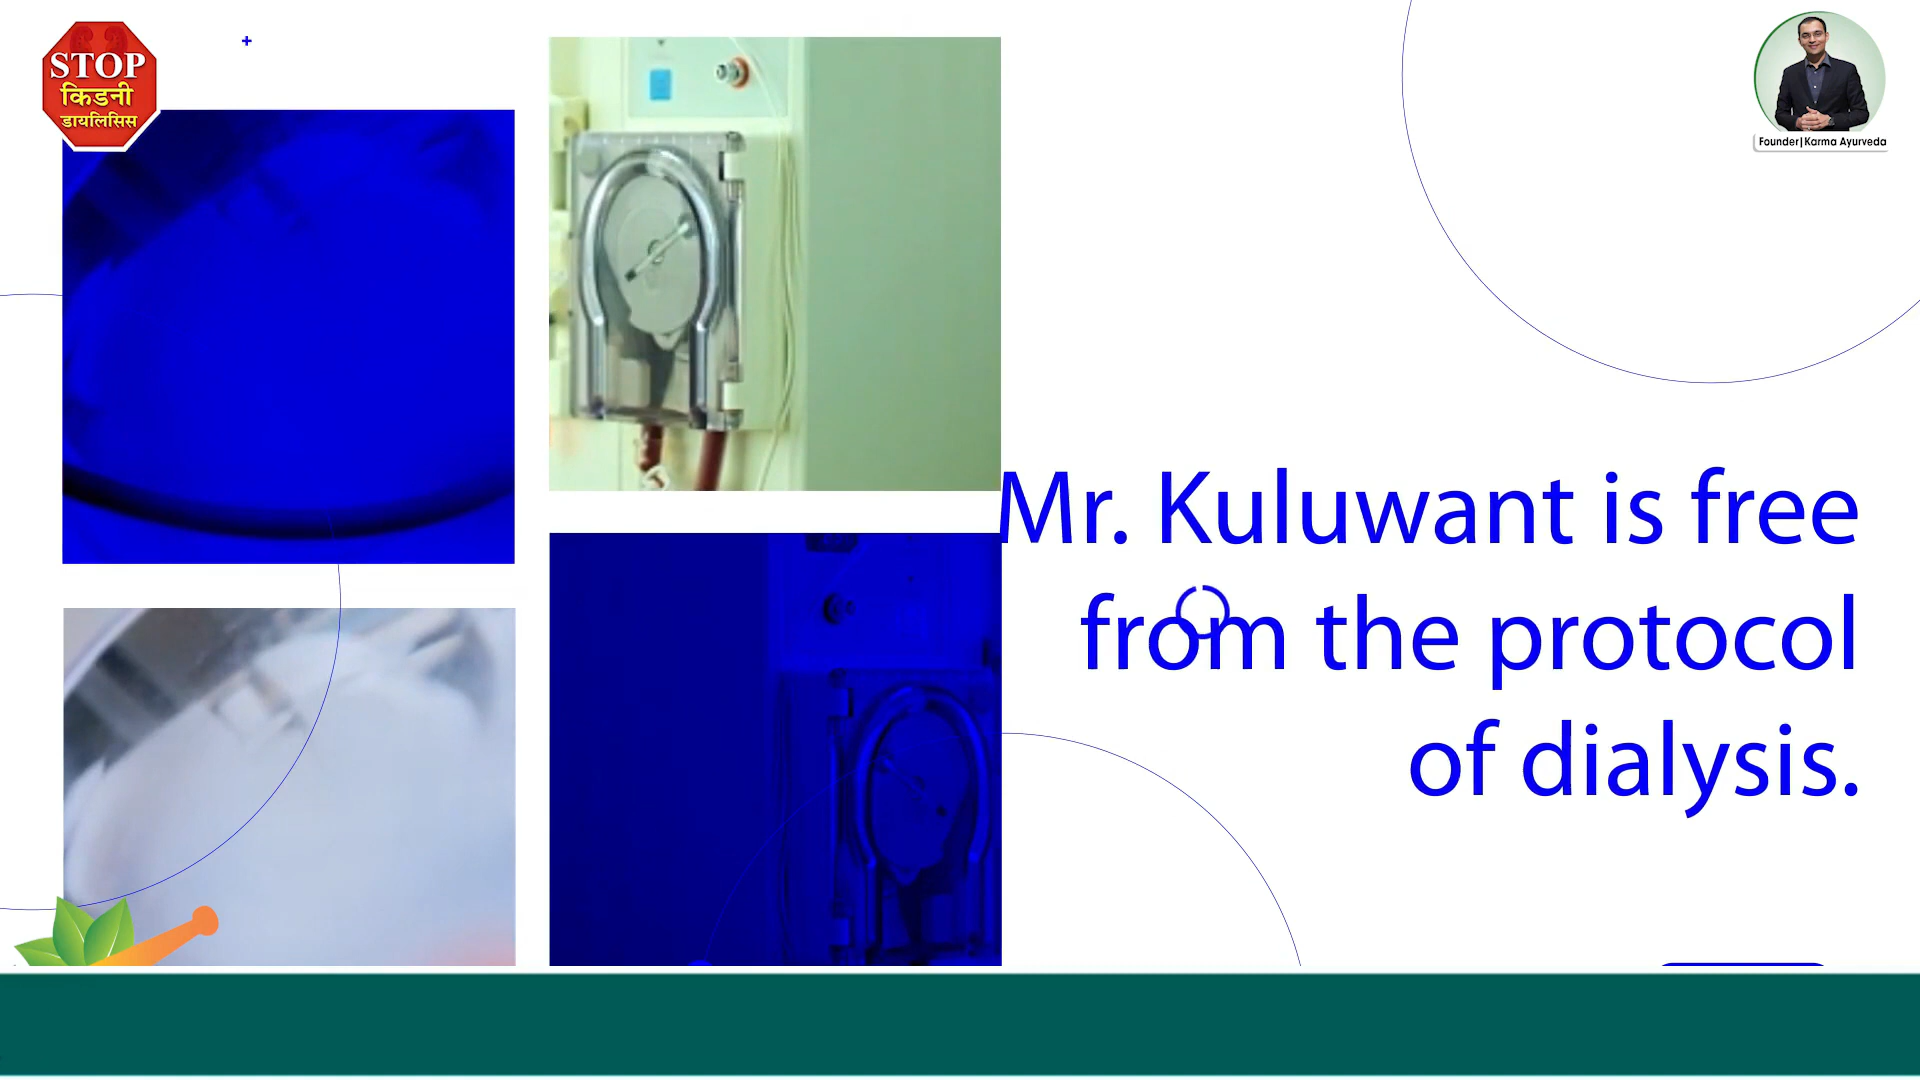 STOP
किडनी
डायलिसिस
Founder|Karma Ayurveda
Mr. Kuluwant is free
from the protocol
of dialysis.